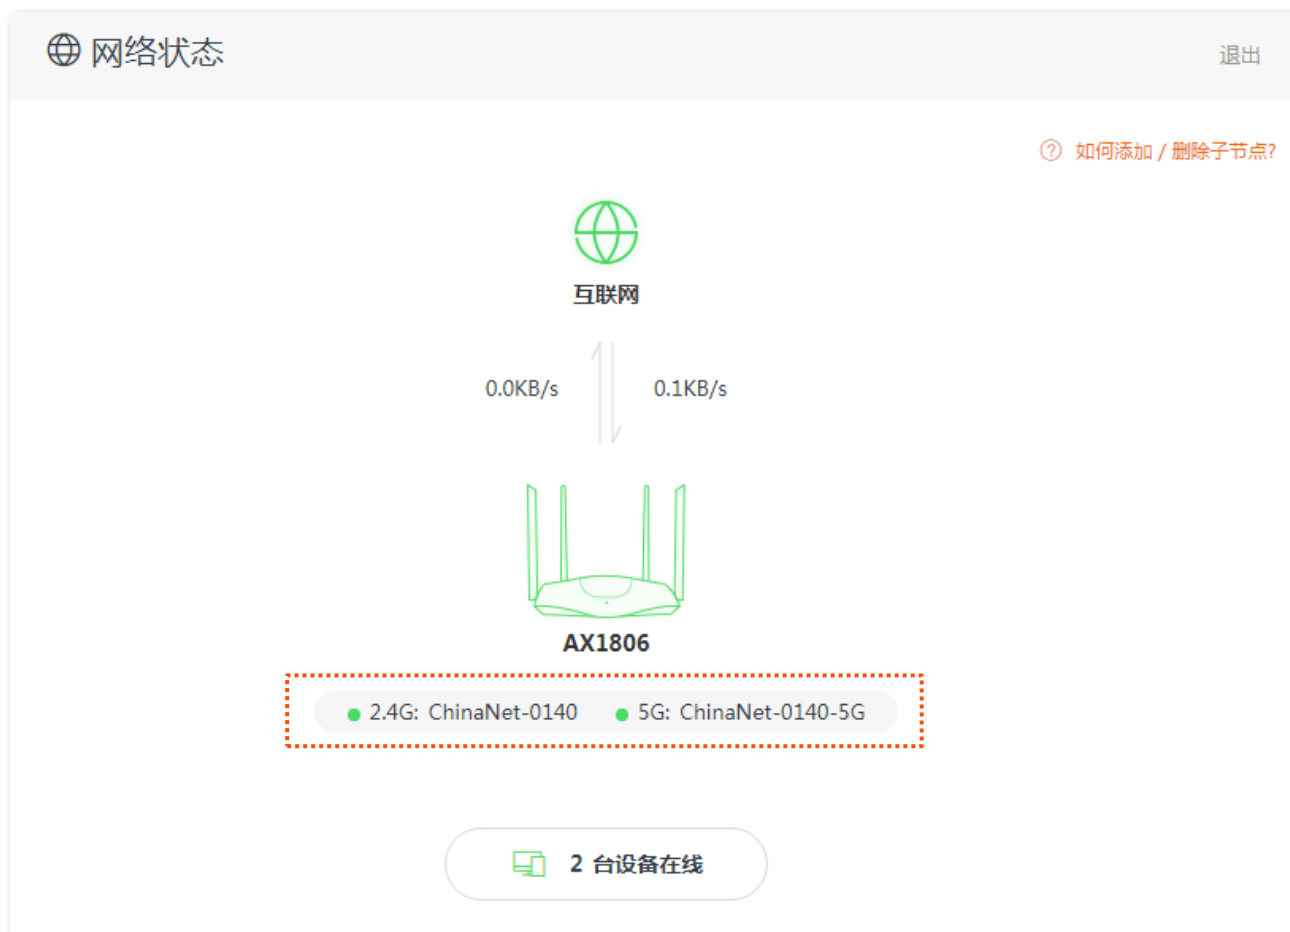 网络状态
退出
? 如何添加 / 删除子节点?
互联网
0.0KB/s 0.1KB/s
AX1806
2.4G: ChinaNet-0140 5G: ChinaNet-0140-5G
2 台设备在线